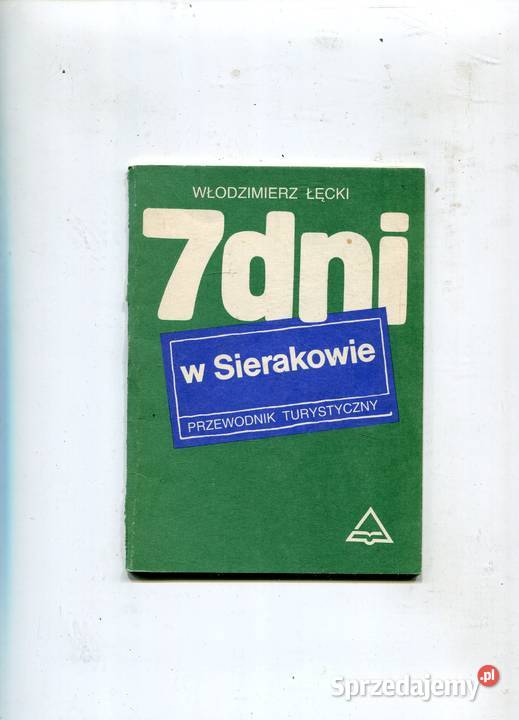 WŁODZIMIERZ ŁĘCKI
7dni
w Sierakowie
PRZEWODNIK TURYSTYCZNY
Sprzedajemy.pl